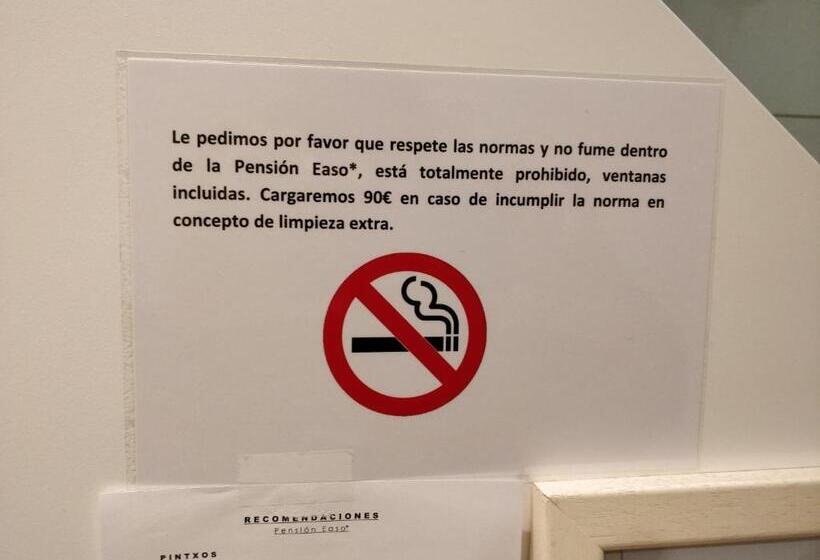 Le pedimos por favor que respete las normas y no fume dentro
de la Pensión Easo*, está totalmente prohibido, ventanas
incluidas. Cargaremos 90€ en caso de incumplir la norma en
concepto de limpieza extra.
RECOMENDACIONES
Pensión Easo*
PINTXOS